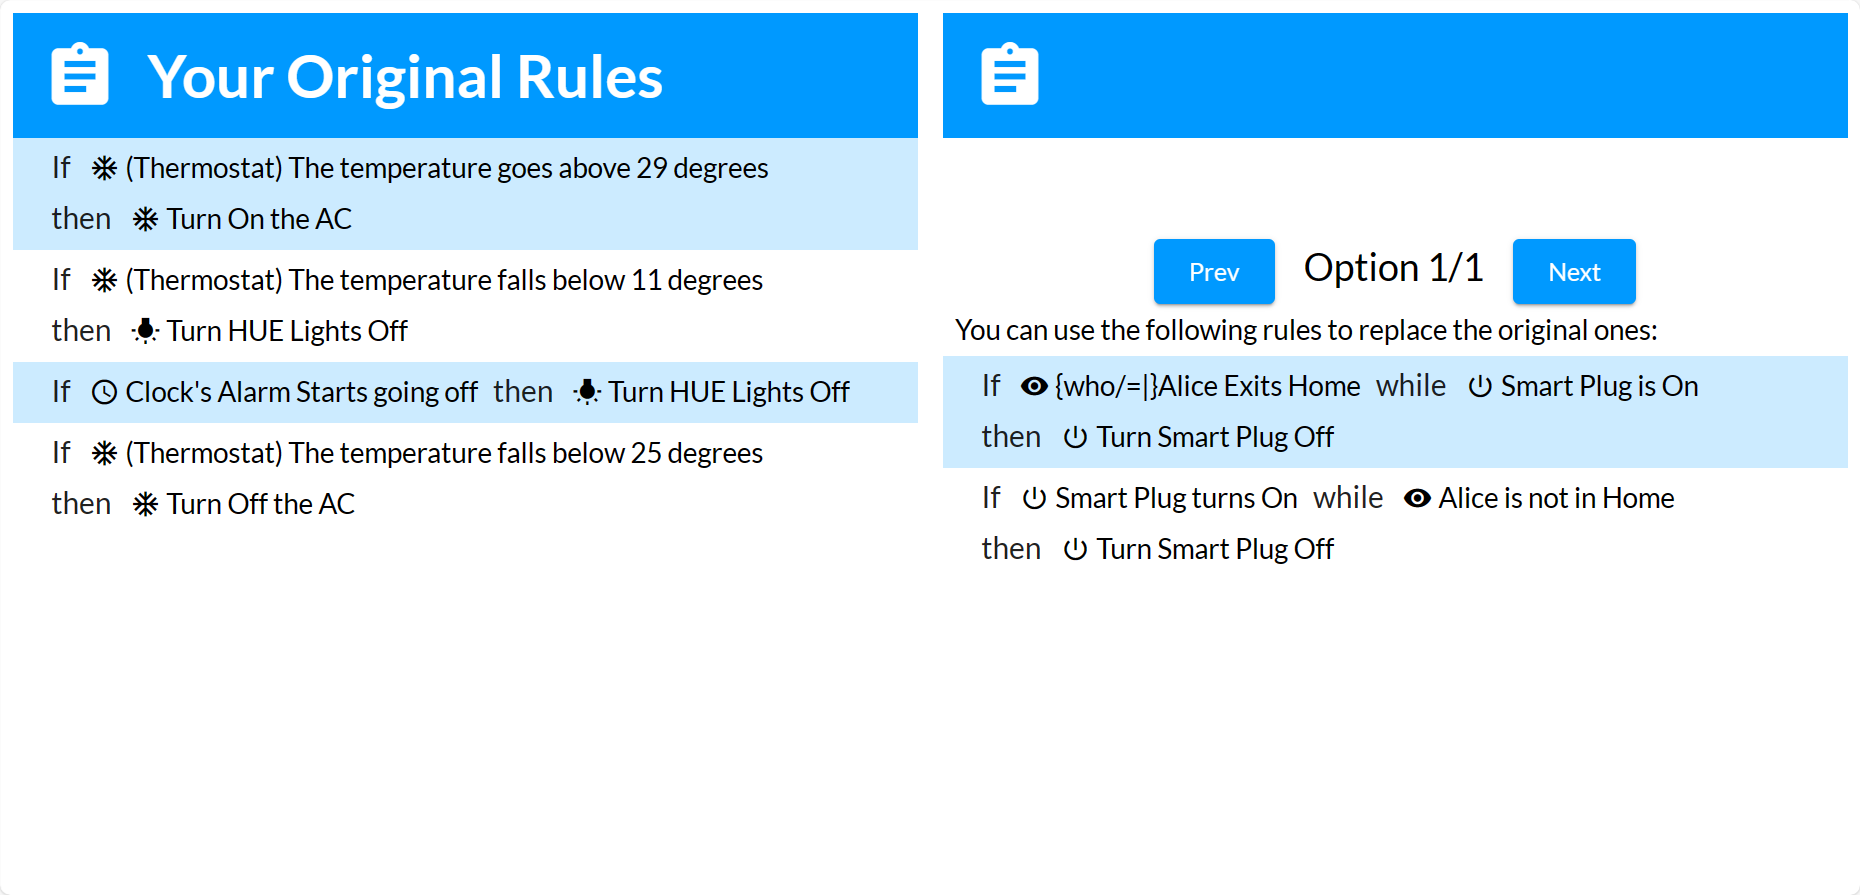 Your Original Rules
If (Thermostat) The temperature goes above 29 degrees
then Turn On the AC
If (Thermostat) The temperature falls below 11 degrees
then Turn HUE Lights Off
If Clock's Alarm Starts going off then Turn HUE Lights Off
If (Thermostat) The temperature falls below 25 degrees
then Turn Off the AC
Prev Option 1/1 Next
You can use the following rules to replace the original ones:
If {who/=|}Alice Exits Home while Smart Plug is On
then Turn Smart Plug Off
If Smart Plug turns On while Alice is not in Home
then Turn Smart Plug Off